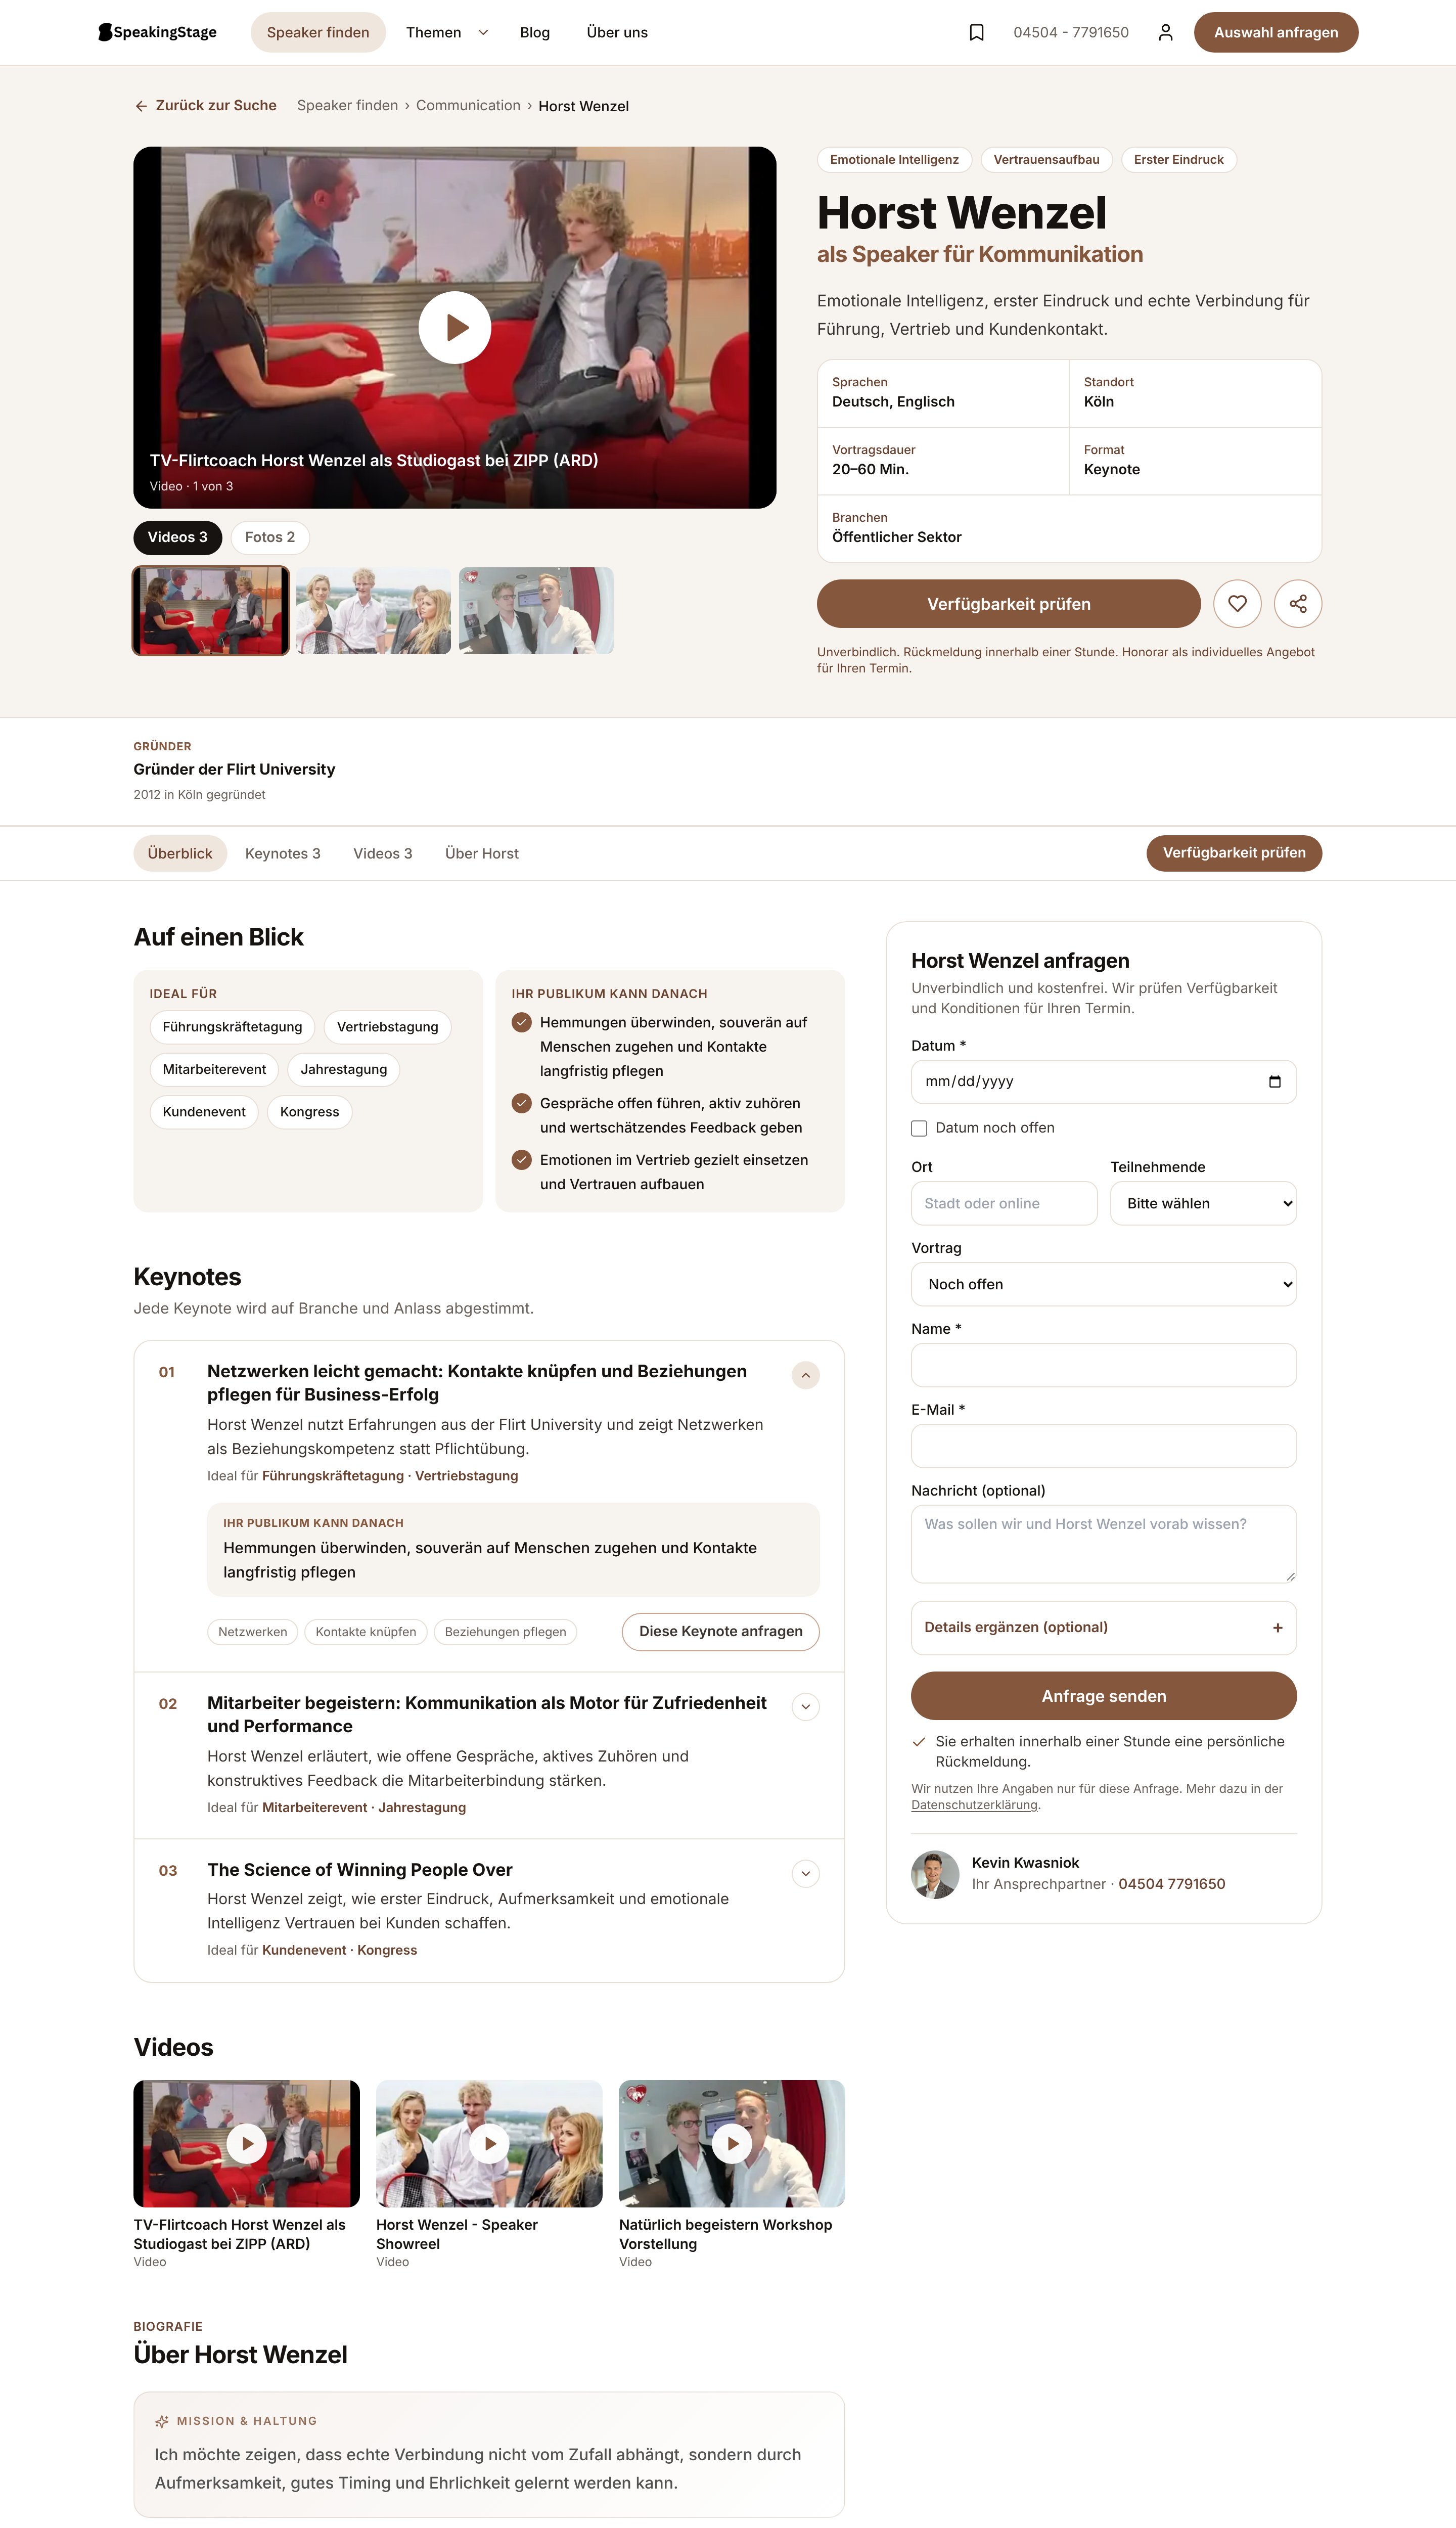 SpeakingStage
Speaker finden
Themen
Blog
Über uns
04504 - 7791650
Auswahl anfragen
Zurück zur Suche
Speaker finden › Communication › Horst Wenzel
TV-Flirtcoach Horst Wenzel als Studiogast bei ZIPP (ARD)
Video · 1 von 3
Videos 3
Fotos 2
Emotionale Intelligenz
Vertrauensaufbau
Erster Eindruck
Horst Wenzel
als Speaker für Kommunikation
Emotionale Intelligenz, erster Eindruck und echte Verbindung für
Führung, Vertrieb und Kundenkontakt.
Sprachen
Deutsch, Englisch
Standort
Köln
Vortragsdauer
20–60 Min.
Format
Keynote
Branchen
Öffentlicher Sektor
Verfügbarkeit prüfen
Unverbindlich. Rückmeldung innerhalb einer Stunde. Honorar als individuelles Angebot
für Ihren Termin.
GRÜNDER
Gründer der Flirt University
2012 in Köln gegründet
Überblick
Keynotes 3
Videos 3
Über Horst
Verfügbarkeit prüfen
Auf einen Blick
IDEAL FÜR
Führungskräftetagung
Vertriebstagung
Mitarbeiterevent
Jahrestagung
Kundenevent
Kongress
IHR PUBLIKUM KANN DANACH
Hemmungen überwinden, souverän auf
Menschen zugehen und Kontakte
langfristig pflegen
Gespräche offen führen, aktiv zuhören
und wertschätzendes Feedback geben
Emotionen im Vertrieb gezielt einsetzen
und Vertrauen aufbauen
Keynotes
Jede Keynote wird auf Branche und Anlass abgestimmt.
01
Netzwerken leicht gemacht: Kontakte knüpfen und Beziehungen
pflegen für Business-Erfolg
Horst Wenzel nutzt Erfahrungen aus der Flirt University und zeigt Netzwerken
als Beziehungskompetenz statt Pflichtübung.
Ideal für Führungskräftetagung · Vertriebstagung
IHR PUBLIKUM KANN DANACH
Hemmungen überwinden, souverän auf Menschen zugehen und Kontakte
langfristig pflegen
Netzwerken
Kontakte knüpfen
Beziehungen pflegen
Diese Keynote anfragen
02
Mitarbeiter begeistern: Kommunikation als Motor für Zufriedenheit
und Performance
Horst Wenzel erläutert, wie offene Gespräche, aktives Zuhören und
konstruktives Feedback die Mitarbeiterbindung stärken.
Ideal für Mitarbeiterevent · Jahrestagung
03
The Science of Winning People Over
Horst Wenzel zeigt, wie erster Eindruck, Aufmerksamkeit und emotionale
Intelligenz Vertrauen bei Kunden schaffen.
Ideal für Kundenevent · Kongress
Horst Wenzel anfragen
Unverbindlich und kostenfrei. Wir prüfen Verfügbarkeit
und Konditionen für Ihren Termin.
Datum *
mm/dd/yyyy
Datum noch offen
Ort
Stadt oder online
Teilnehmende
Bitte wählen
Vortrag
Noch offen
Name *
E-Mail *
Nachricht (optional)
Was sollen wir und Horst Wenzel vorab wissen?
Details ergänzen (optional)
+
Anfrage senden
Sie erhalten innerhalb einer Stunde eine persönliche
Rückmeldung.
Wir nutzen Ihre Angaben nur für diese Anfrage. Mehr dazu in der
Datenschutzerklärung.
Kevin Kwasniok
Ihr Ansprechpartner · 04504 7791650
Videos
TV-Flirtcoach Horst Wenzel als
Studiogast bei ZIPP (ARD)
Video
Horst Wenzel - Speaker
Showreel
Video
Natürlich begeistern Workshop
Vorstellung
Video
BIOGRAFIE
Über Horst Wenzel
MISSION & HALTUNG
Ich möchte zeigen, dass echte Verbindung nicht vom Zufall abhängt, sondern durch
Aufmerksamkeit, gutes Timing und Ehrlichkeit gelernt werden kann.